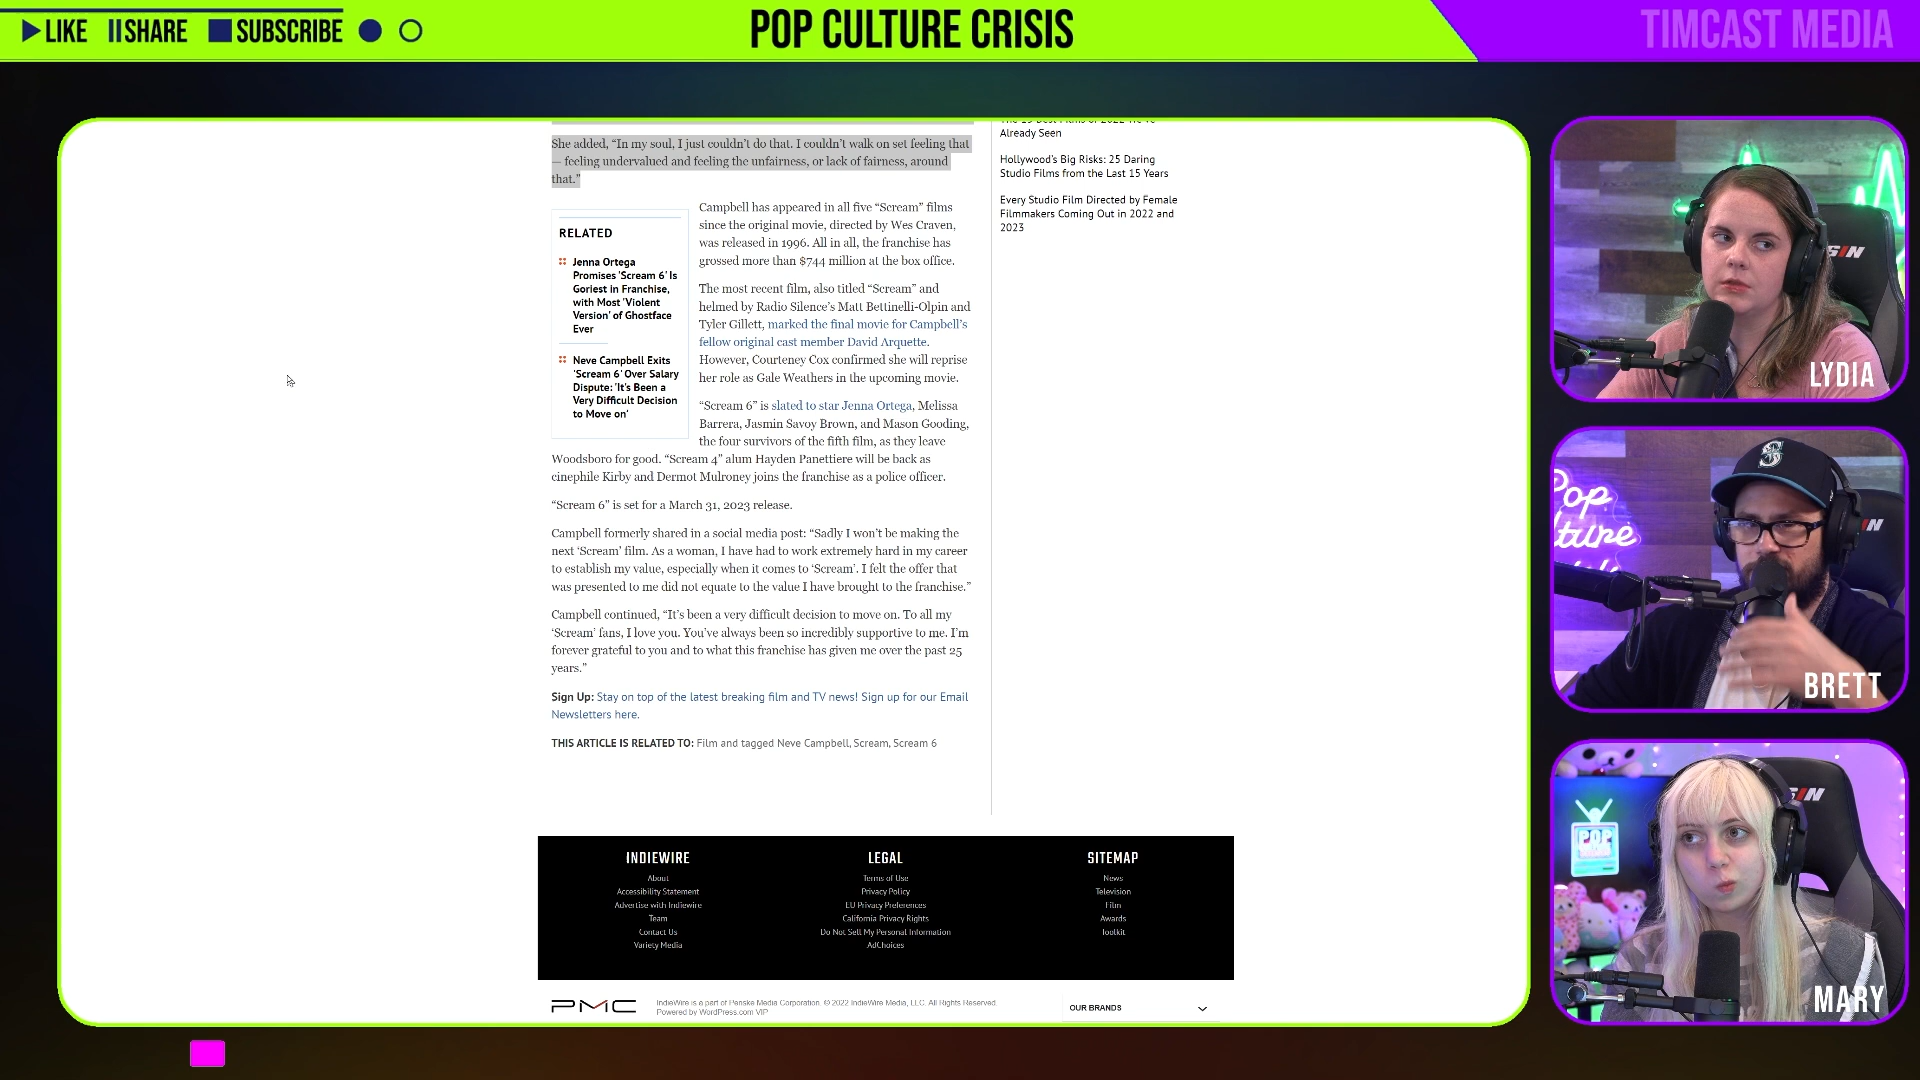 LIKE SHARE SUBSCRIBE
POP CULTURE CRISIS
TIMCAST MEDIA
She added, “In my soul, I just couldn’t do that. I couldn’t walk on set feeling that
— feeling undervalued and feeling the unfairness, or lack of fairness, around
that.”
RELATED
Jenna Ortega
Promises 'Scream 6' Is
Goriest in Franchise,
with Most 'Violent
Version' of Ghostface
Ever
Neve Campbell Exits
'Scream 6' Over Salary
Dispute: 'It's Been a
Very Difficult Decision
to Move on'
Campbell has appeared in all five “Scream” films
since the original movie, directed by Wes Craven,
was released in 1996. All in all, the franchise has
grossed more than $744 million at the box office.
The most recent film, also titled “Scream” and
helmed by Radio Silence’s Matt Bettinelli-Olpin and
Tyler Gillett, marked the final movie for Campbell’s
fellow original cast member David Arquette.
However, Courteney Cox confirmed she will reprise
her role as Gale Weathers in the upcoming movie.
“Scream 6” is slated to star Jenna Ortega, Melissa
Barrera, Jasmin Savoy Brown, and Mason Gooding,
the four survivors of the fifth film, as they leave
Woodsboro for good. “Scream 4” alum Hayden Panettiere will be back as
cinephile Kirby and Dermot Mulroney joins the franchise as a police officer.
“Scream 6” is set for a March 31, 2023 release.
Campbell formerly shared in a social media post: “Sadly I won’t be making the
next ‘Scream’ film. As a woman, I have had to work extremely hard in my career
to establish my value, especially when it comes to ‘Scream’. I felt the offer that
was presented to me did not equate to the value I have brought to the franchise.”
Campbell continued, “It’s been a very difficult decision to move on. To all my
‘Scream’ fans, I love you. You’ve always been so incredibly supportive to me. I’m
forever grateful to you and to what this franchise has given me over the past 25
years.”
Sign Up: Stay on top of the latest breaking film and TV news! Sign up for our Email
Newsletters here.
THIS ARTICLE IS RELATED TO: Film and tagged Neve Campbell, Scream, Scream 6
Already Seen
Hollywood’s Big Risks: 25 Daring
Studio Films from the Last 15 Years
Every Studio Film Directed by Female
Filmmakers Coming Out in 2022 and
2023
INDIEWIRE
About
Accessibility Statement
Advertise with Indiewire
Team
Contact Us
Variety Media
LEGAL
Terms of Use
Privacy Policy
EU Privacy Preferences
California Privacy Rights
Do Not Sell My Personal Information
AdChoices
SITEMAP
News
Television
Film
Awards
Toolkit
PMC
IndieWire is a part of Penske Media Corporation. © 2022 IndieWire Media, LLC. All Rights Reserved.
Powered by WordPress.com VIP
OUR BRANDS
LYDIA
Pop
BRETT
POP
MARY